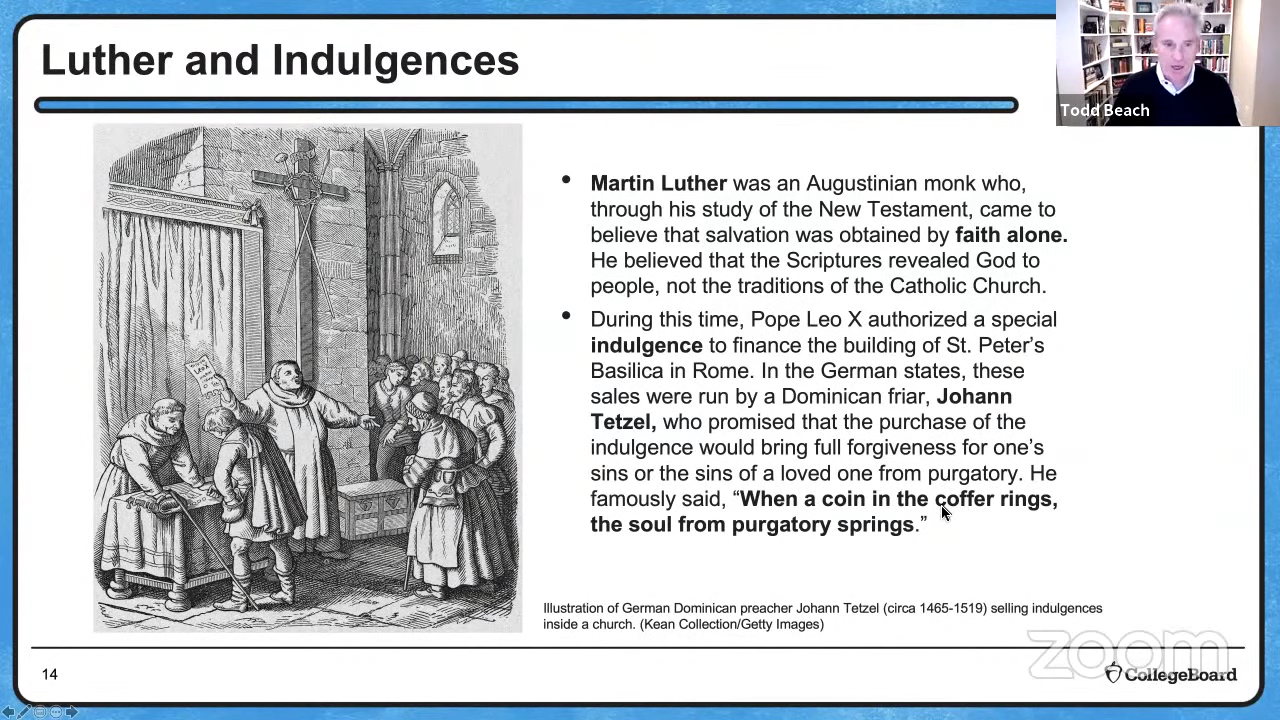 Luther and Indulgences
Todd Beach
• Martin Luther was an Augustinian monk who,
through his study of the New Testament, came to
believe that salvation was obtained by faith alone.
He believed that the Scriptures revealed God to
people, not the traditions of the Catholic Church.
• During this time, Pope Leo X authorized a special
indulgence to finance the building of St. Peter’s
Basilica in Rome. In the German states, these
sales were run by a Dominican friar, Johann
Tetzel, who promised that the purchase of the
indulgence would bring full forgiveness for one’s
sins or the sins of a loved one from purgatory. He
famously said, “When a coin in the coffer rings,
the soul from purgatory springs.”
Illustration of German Dominican preacher Johann Tetzel (circa 1465-1519) selling indulgences
inside a church. (Kean Collection/Getty Images)
zoom
14
CollegeBoard